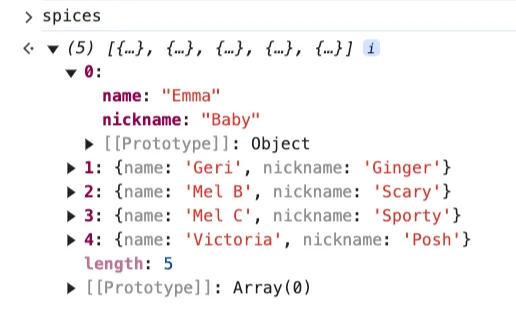 > spices
(5) [{…}, {…}, {…}, {…}, {…}] i
0:
name: "Emma"
nickname: "Baby"
[[Prototype]]: Object
1: {name: 'Geri', nickname: 'Ginger'}
2: {name: 'Mel B', nickname: 'Scary'}
3: {name: 'Mel C', nickname: 'Sporty'}
4: {name: 'Victoria', nickname: 'Posh'}
length: 5
[[Prototype]]: Array(0)